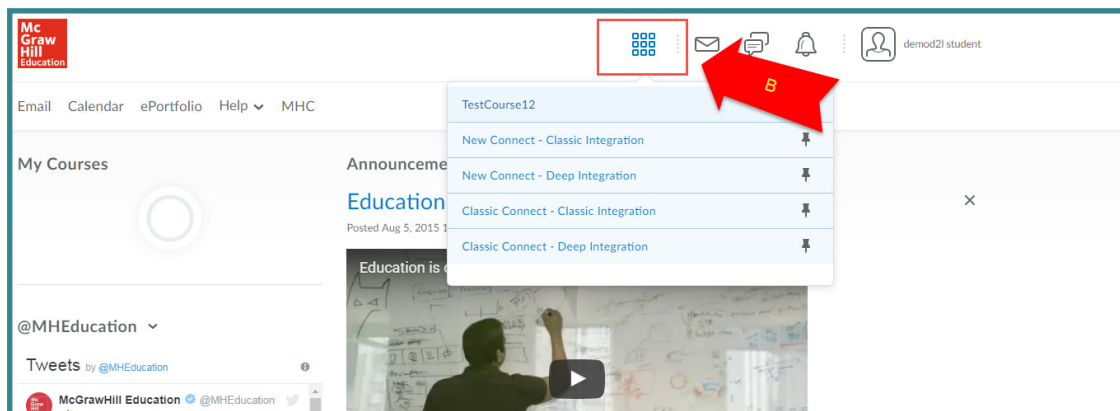 Mc
Graw
Hill
Education
demod2l student
B
Email Calendar ePortfolio Help MHC
TestCourse12
New Connect - Classic Integration
New Connect - Deep Integration
Classic Connect - Classic Integration
Classic Connect - Deep Integration
My Courses
Announceme
Education
Posted Aug 5, 2015 1
Education is
@MHEducation
Tweets by @MHEducation
McGrawHill Education @MHEducation